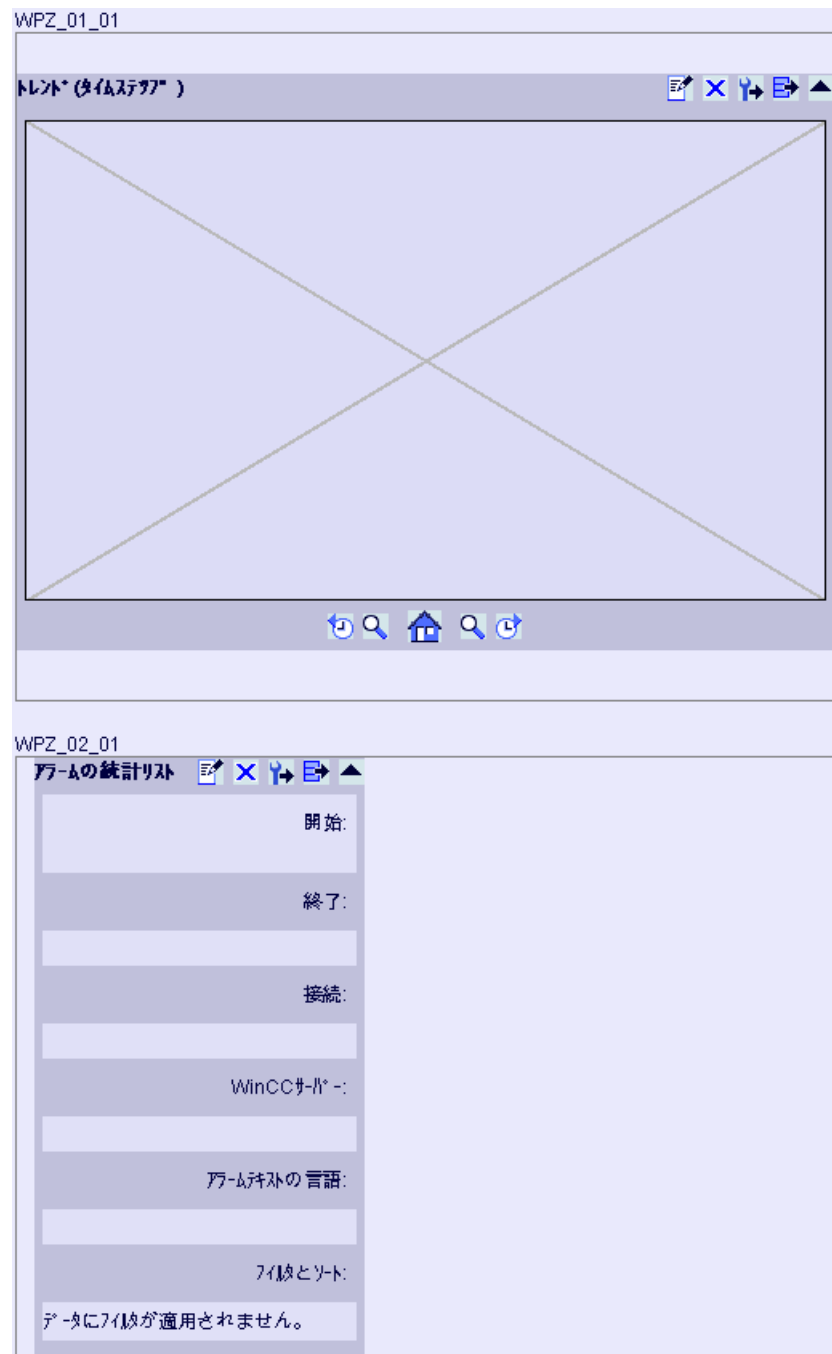 WPZ_01_01
ﾄﾚﾝﾄﾞ(ﾀｲﾑｽﾃｯﾌﾟ)
WPZ_02_01
ｱﾗｰﾑの統計ﾘｽﾄ
開始:
終了:
接続:
WinCCｻｰﾊﾞｰ:
ｱﾗｰﾑﾃｷｽﾄの言語:
ﾌｨﾙﾀとｿｰﾄ:
ﾃﾞｰﾀにﾌｨﾙﾀが適用されません。